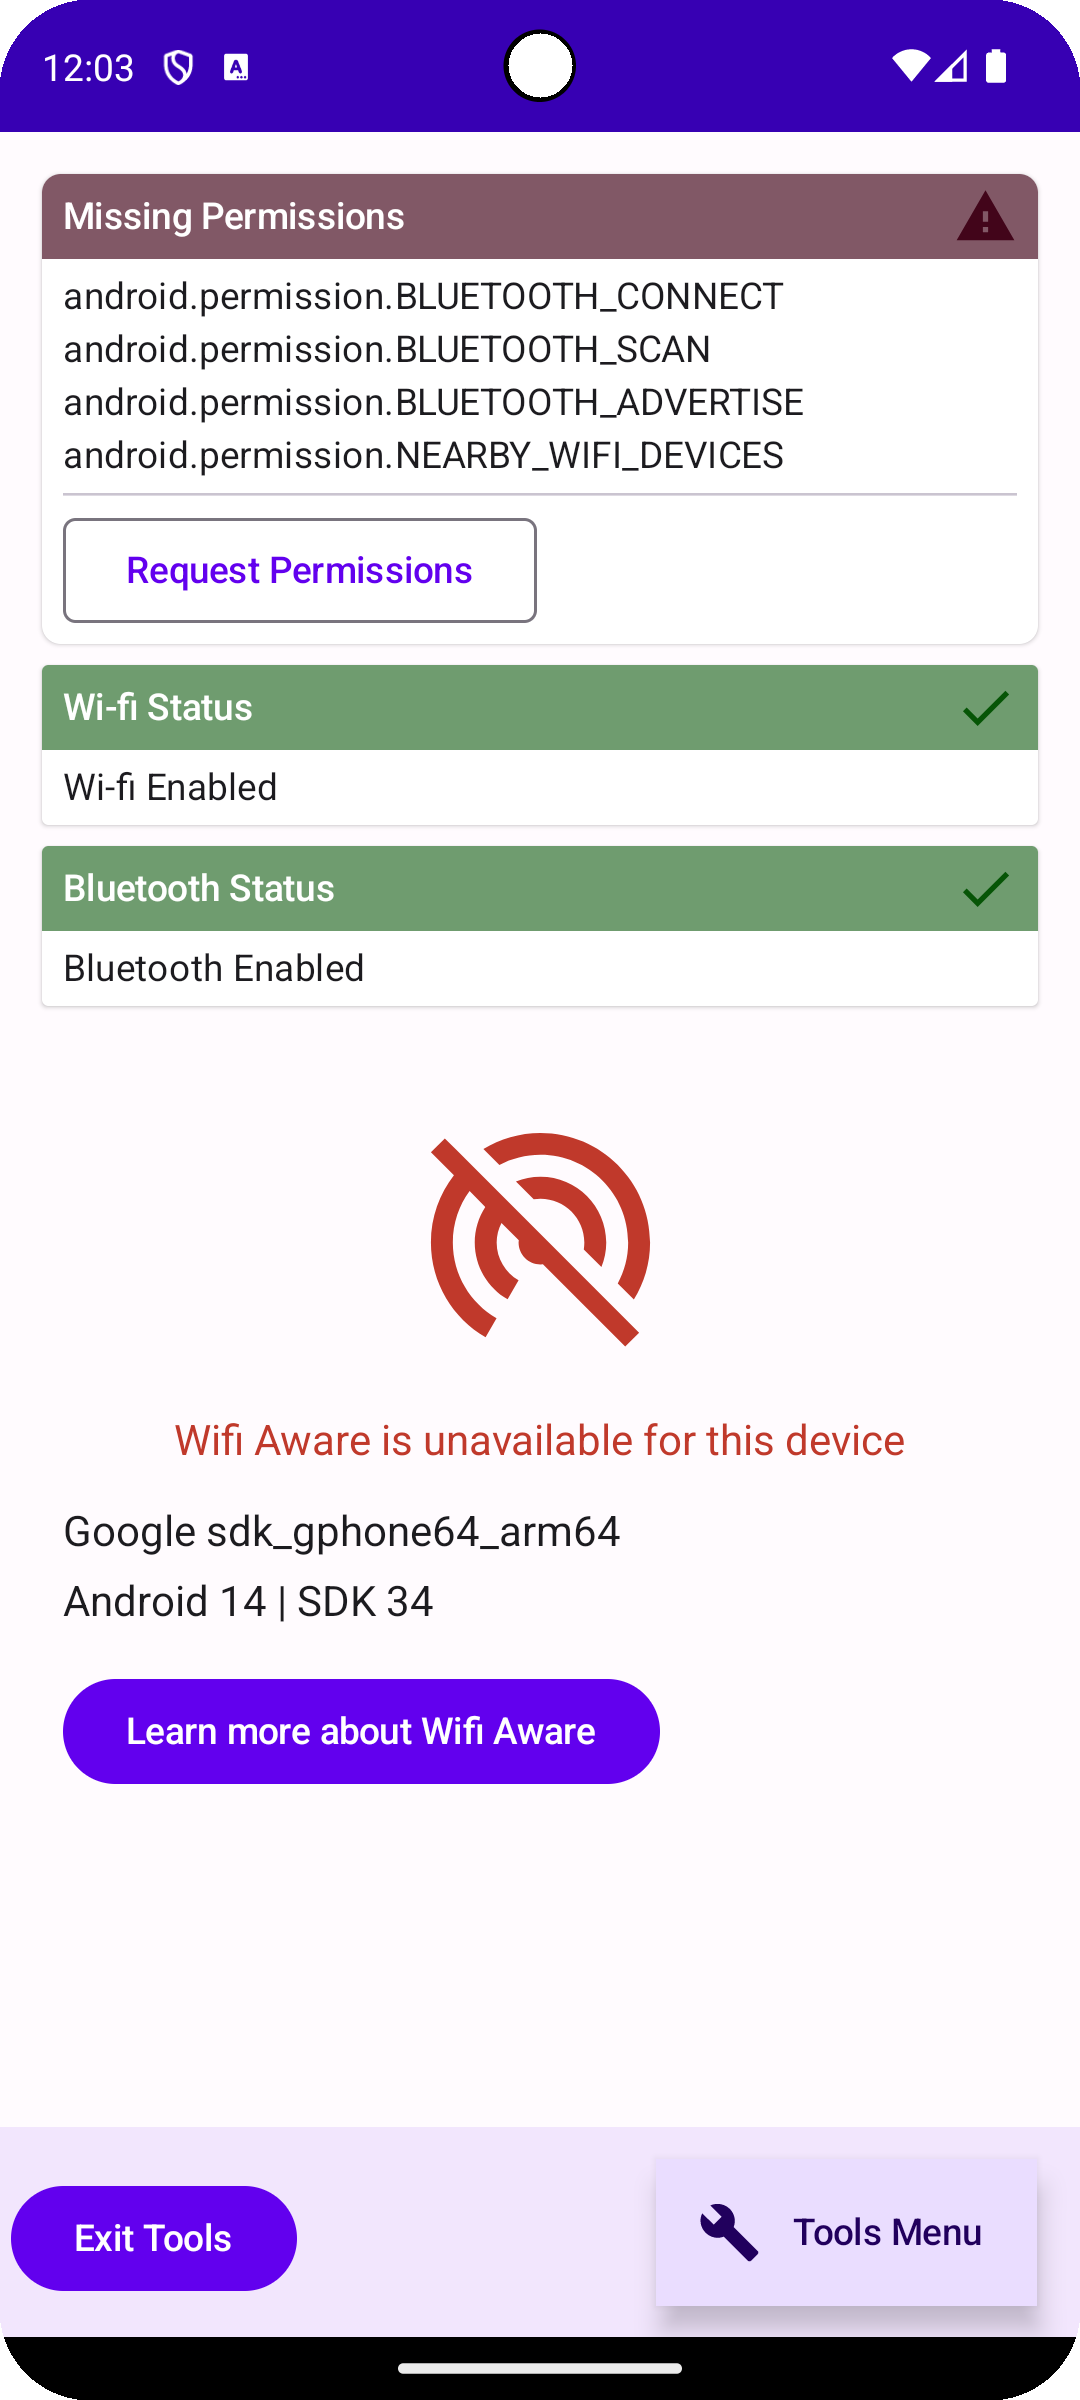 12:03
Missing Permissions
android.permission.BLUETOOTH_CONNECT
android.permission.BLUETOOTH_SCAN
android.permission.BLUETOOTH_ADVERTISE
android.permission.NEARBY_WIFI_DEVICES
Request Permissions
Wi-fi Status
Wi-fi Enabled
Bluetooth Status
Bluetooth Enabled
Wifi Aware is unavailable for this device
Google sdk_gphone64_arm64
Android 14 | SDK 34
Learn more about Wifi Aware
Exit Tools
Tools Menu